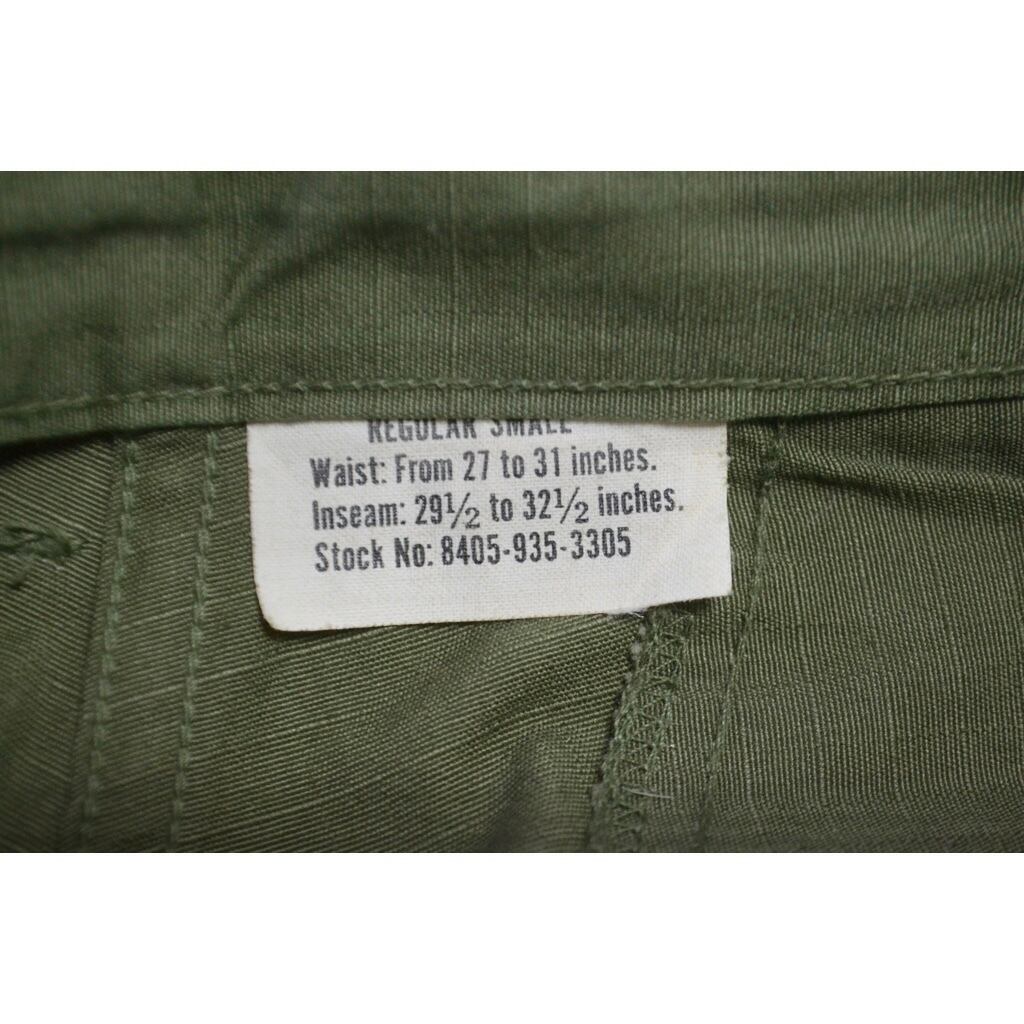 REGULAR SMALL
Waist: From 27 to 31 inches.
Inseam: 29½ to 32½ inches.
Stock No: 8405-935-3305